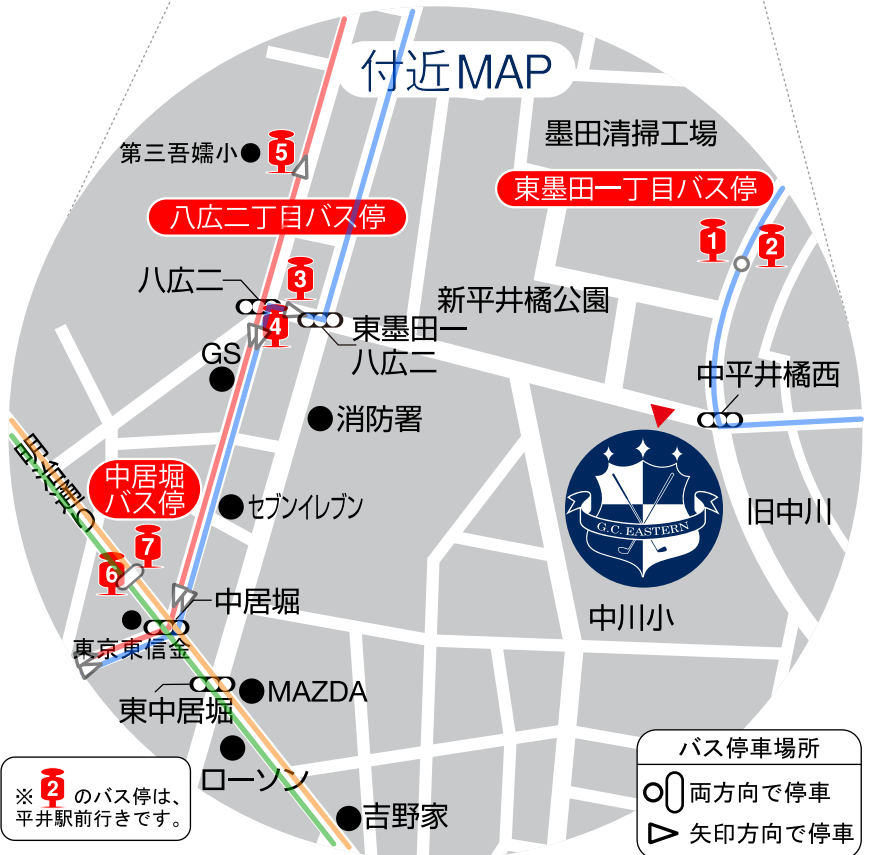 付近MAP
墨田清掃工場
第三吾嬬小
5
東墨田一丁目バス停
八広二丁目バス停
1
2
八広二
3
新平井橋公園
4
東墨田一
八広二
GS
中平井橋西
消防署
明治通り
中居堀
バス停
セブンイレブン
旧中川
G.C. EASTERN
7
6
中居堀
中川小
東京東信金
MAZDA
東中居堀
ローソン
吉野家
※2のバス停は、
平井駅前行きです。
バス停車場所
両方向で停車
矢印方向で停車